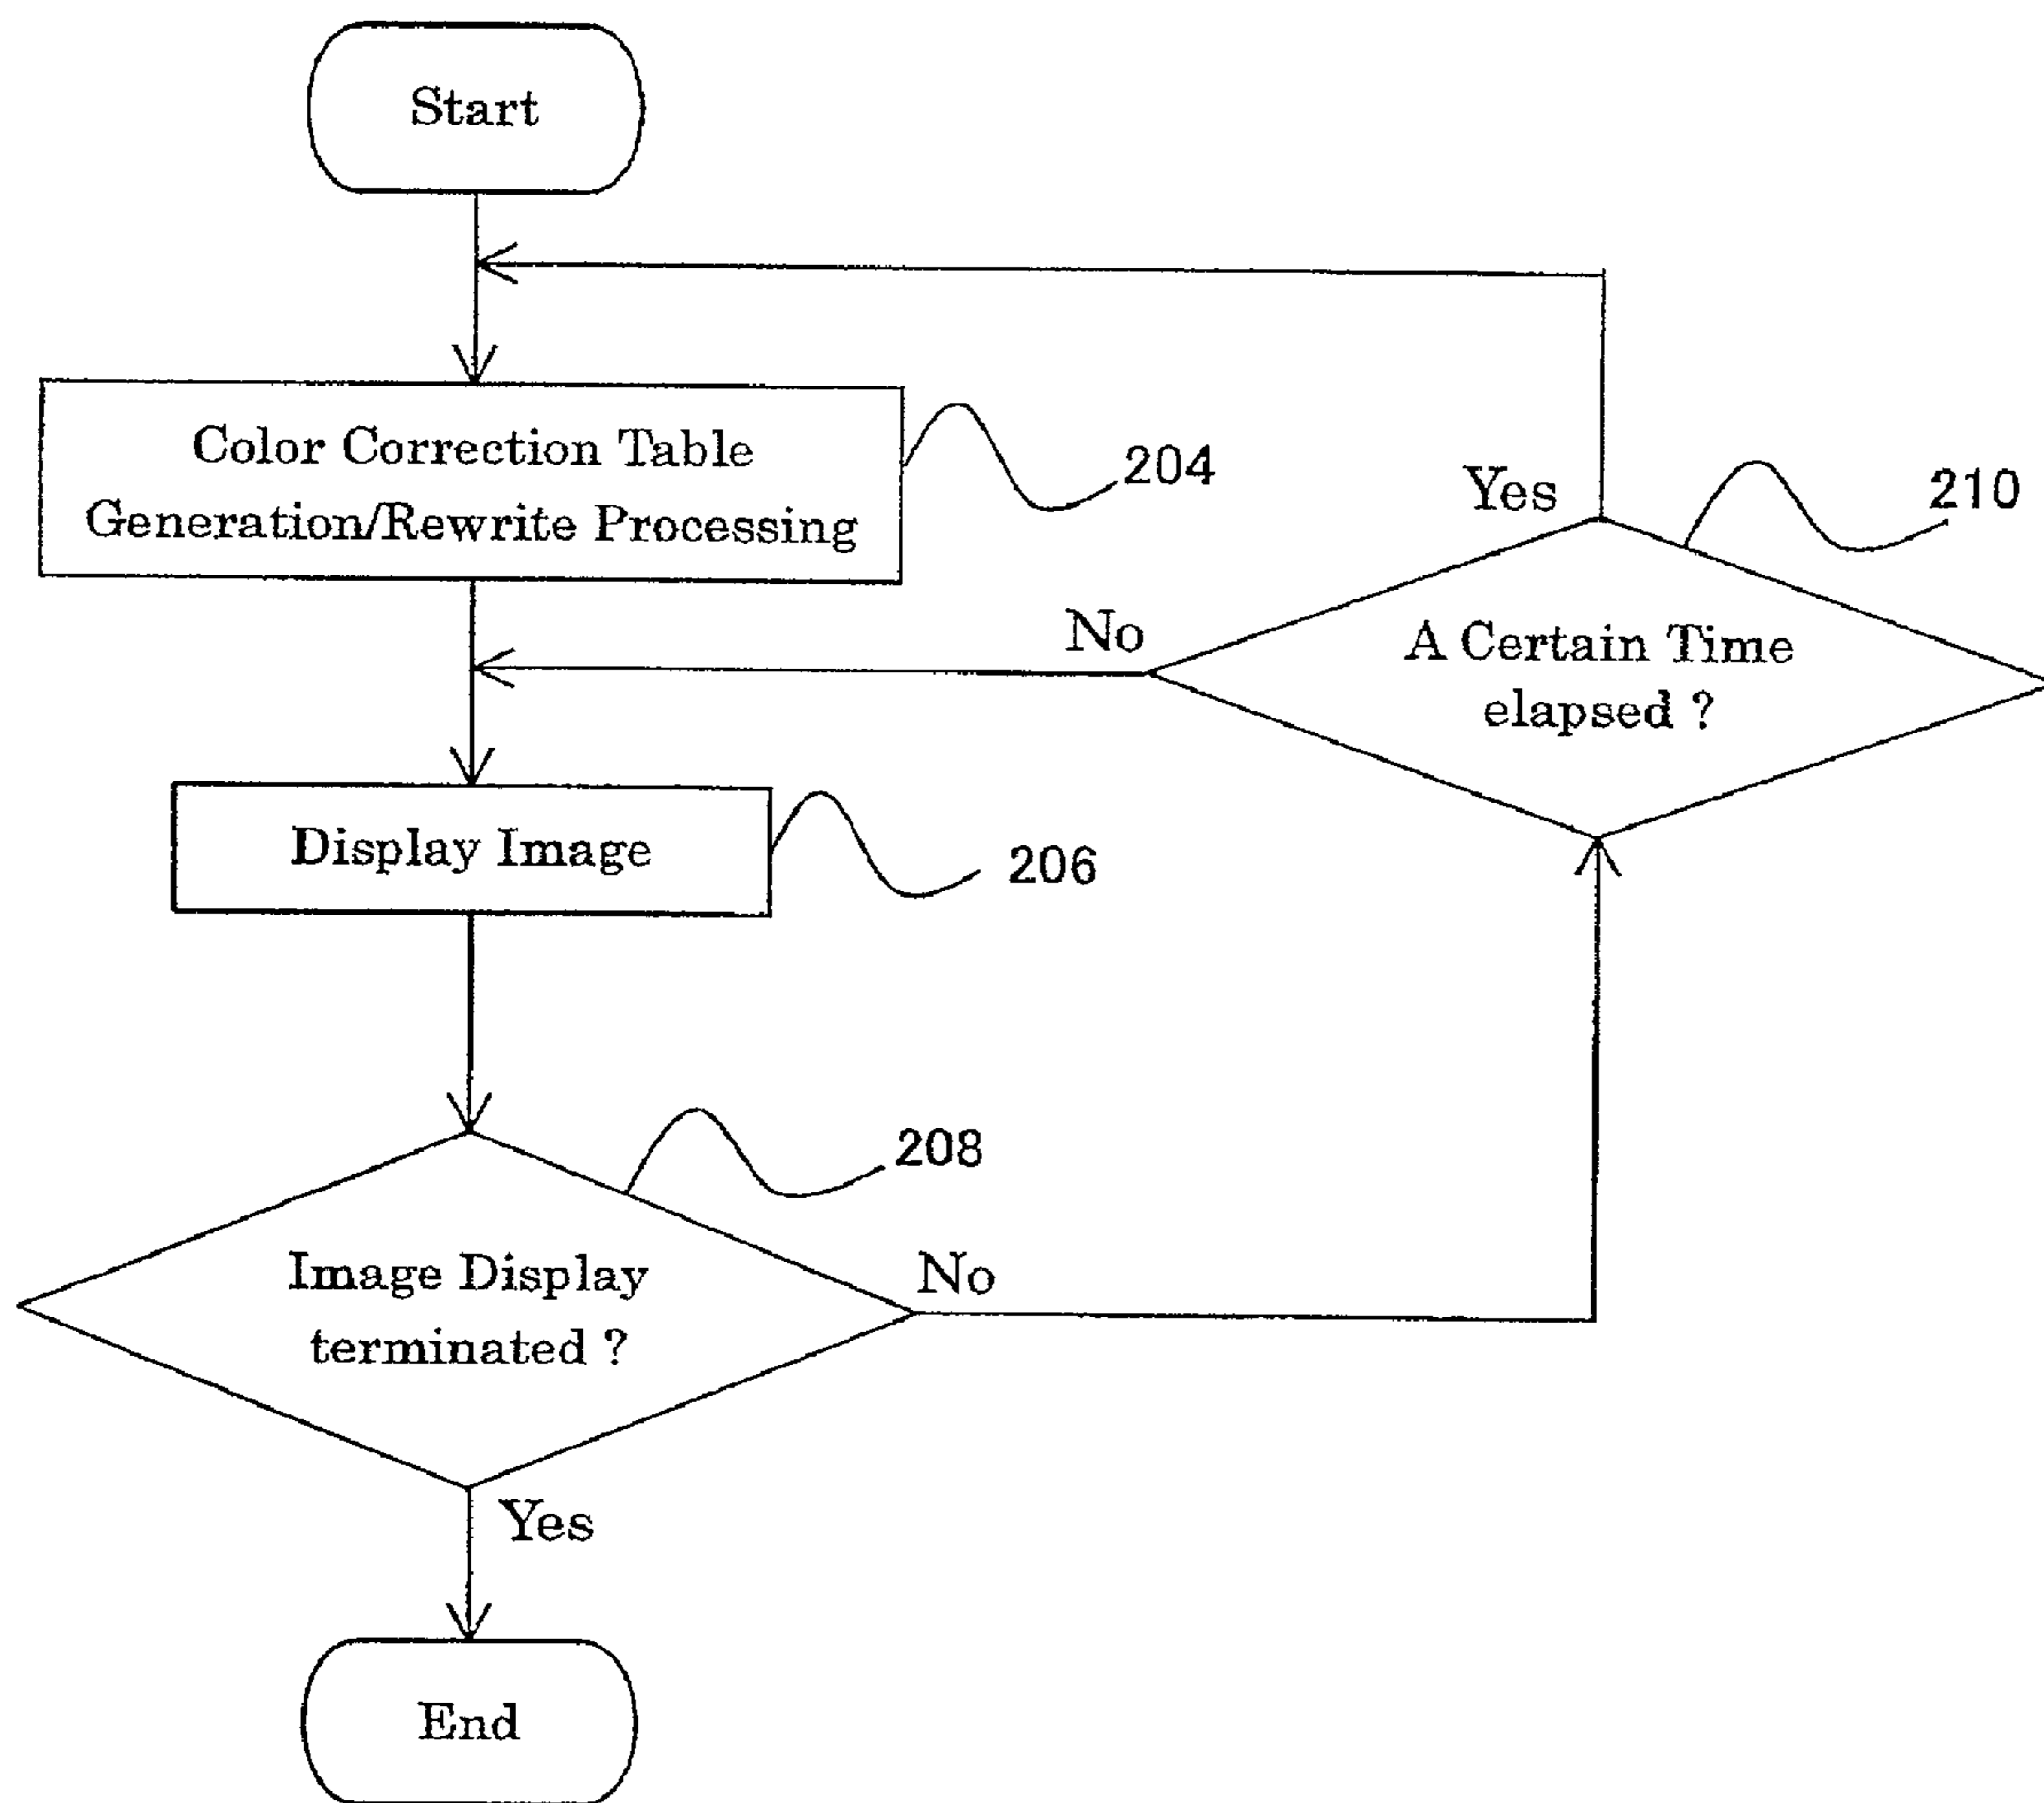 Start
Color Correction Table
Generation/Rewrite Processing
204
Yes
210
No
A Certain Time
elapsed ?
Display Image
206
208
Image Display
terminated ?
No
Yes
End